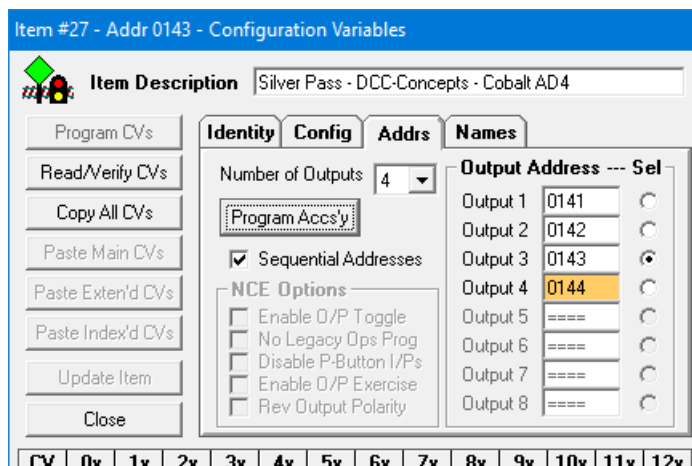 Item #27 - Addr 0143 - Configuration Variables
Item Description Silver Pass - DCC-Concepts - Cobalt AD4
Program CVs
Read/Verify CVs
Copy All CVs
Paste Main CVs
Paste Exten'd CVs
Paste Index'd CVs
Update Item
Close
Identity Config Addrs Names
Number of Outputs 4
Program Accs'y
Sequential Addresses
NCE Options
Enable O/P Toggle
No Legacy Ops Prog
Disable P-Button I/Ps
Enable O/P Exercise
Rev Output Polarity
Output Address --- Sel
Output 1 0141
Output 2 0142
Output 3 0143
Output 4 0144
Output 5 ====
Output 6 ====
Output 7 ====
Output 8 ====
CV 0x 1x 2x 3x 4x 5x 6x 7x 8x 9x 10x 11x 12x